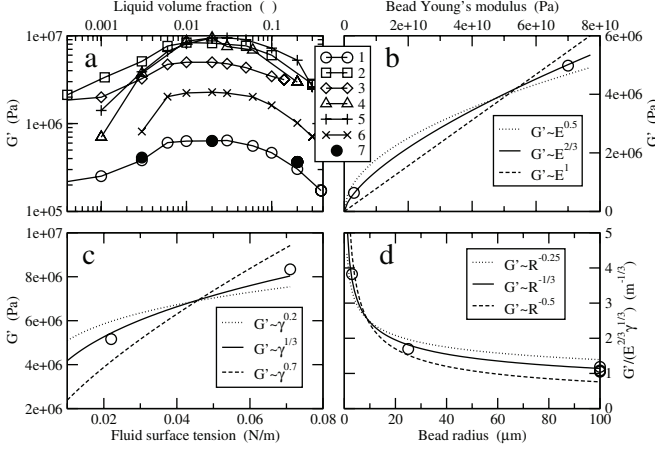 Liquid volume fraction ( )
0.001 0.01 0.1
Bead Young's modulus (Pa)
0 2e+10 4e+10 6e+10 8e+10
1e+07
1e+06
1e+05
G' (Pa)
a
1
2
3
4
5
6
7
b
G'~E^0.5
G'~E^2/3
G'~E^1
6e+06
4e+06
2e+06
0
G' (Pa)
1e+07
8e+06
6e+06
4e+06
2e+06
G' (Pa)
c
G'~γ^0.2
G'~γ^1/3
G'~γ^0.7
0.02 0.04 0.06 0.08
Fluid surface tension (N/m)
d
G'~R^-0.25
G'~R^-1/3
G'~R^-0.5
5
4
3
2
1
0
G'/(E^2/3 γ^1/3) (m^-1/3)
0 20 40 60 80 100
Bead radius (μm)